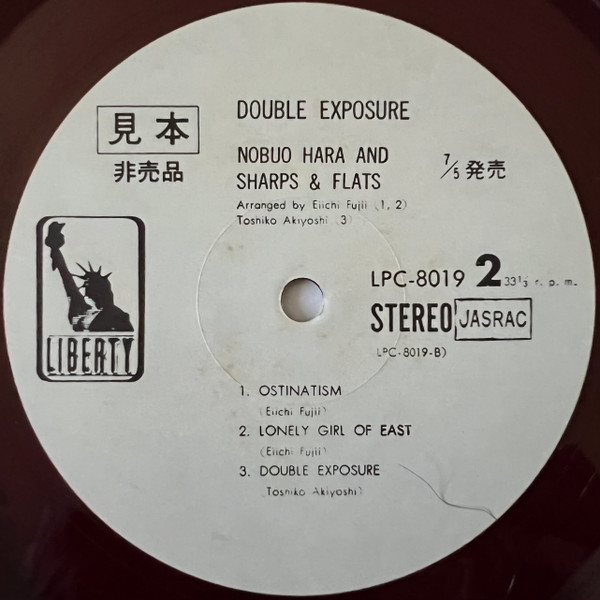 DOUBLE EXPOSURE
見本
非売品
NOBUO HARA AND
SHARPS & FLATS
7/5 発売
Arranged by Eiichi Fujii (1, 2)
Toshiko Akiyoshi (3)
LIBERTY
LPC-8019 2 33⅓ r. p. m.
STEREO JASRAC
LPC-8019-B)
1. OSTINATISM
(Eiichi Fujii)
2. LONELY GIRL OF EAST
(Eiichi Fujii)
3. DOUBLE EXPOSURE
(Toshiko Akiyoshi)